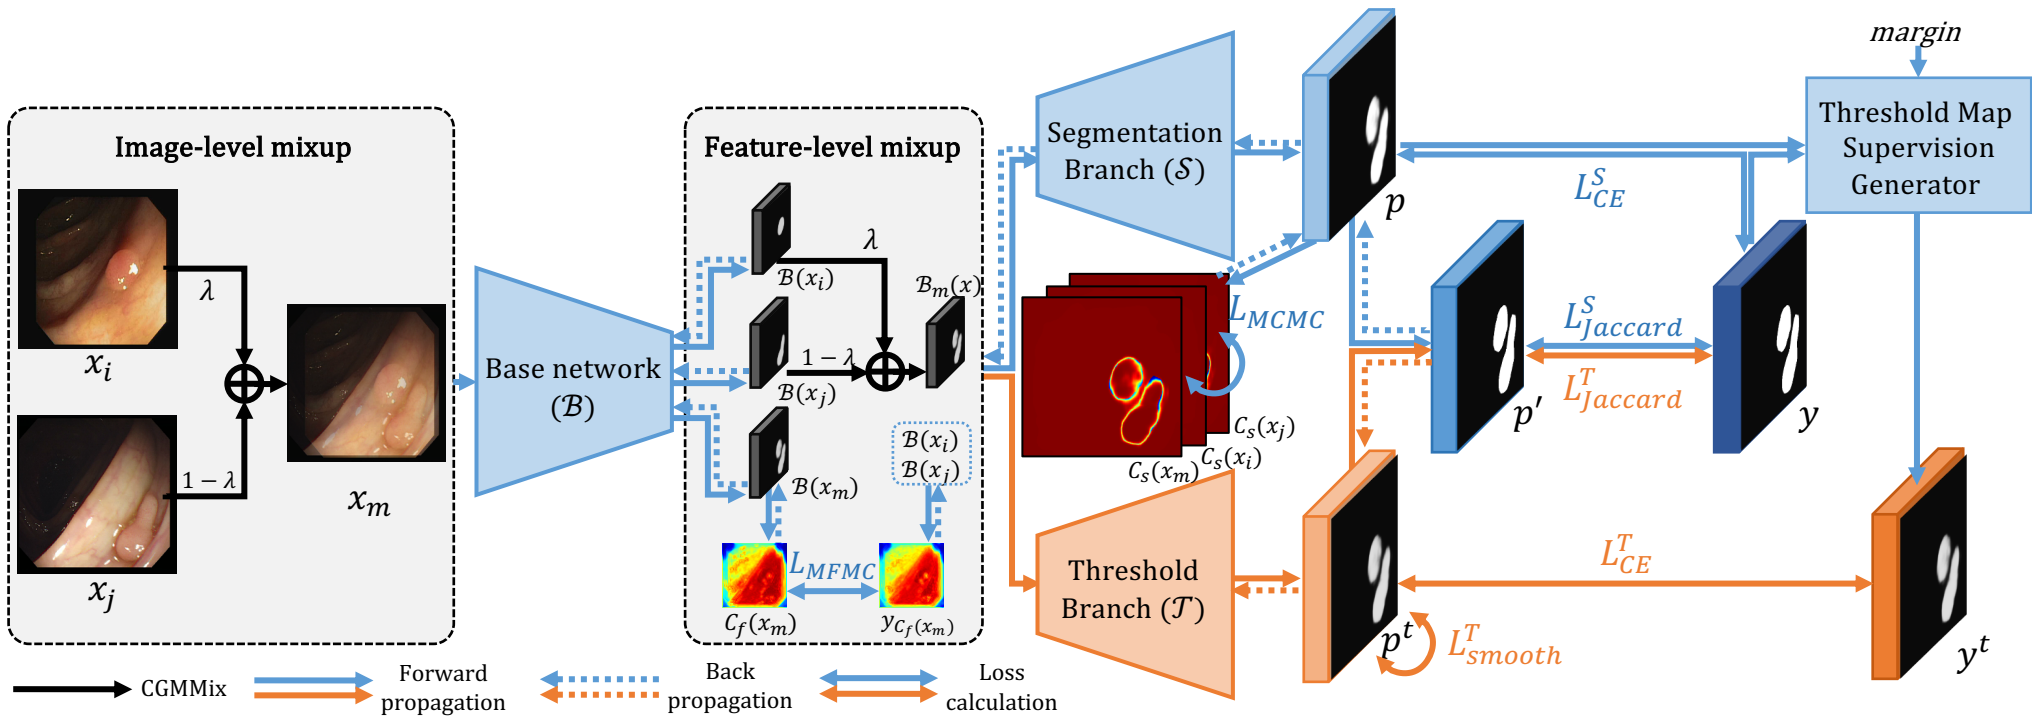 Image-level mixup
x_i
λ
x_m
1 − λ
x_j
Base network
(ℬ)
Feature-level mixup
ℬ(x_i)
λ
ℬ_m(x)
1 − λ
ℬ(x_j)
ℬ(x_m)
ℬ(x_i)
ℬ(x_j)
L_MFMC
C_f(x_m)
y_{C_f(x_m)}
Segmentation
Branch (𝒮)
p
L_MCMC
C_s(x_j)
C_s(x_i)
C_s(x_m)
Threshold
Branch (𝒯)
p^t
L^T_smooth
margin
Threshold Map
Supervision
Generator
L^S_CE
L^S_Jaccard
L^T_Jaccard
p′
y
L^T_CE
y^t
CGMMix
Forward
propagation
Back
propagation
Loss
calculation